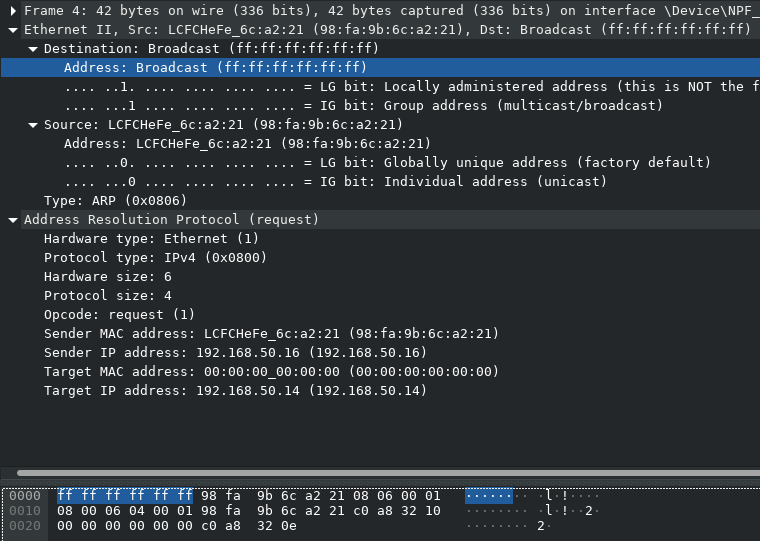 Frame 4: 42 bytes on wire (336 bits), 42 bytes captured (336 bits) on interface \Device\NPF_
Ethernet II, Src: LCFCHeFe_6c:a2:21 (98:fa:9b:6c:a2:21), Dst: Broadcast (ff:ff:ff:ff:ff:ff)
Destination: Broadcast (ff:ff:ff:ff:ff:ff)
Address: Broadcast (ff:ff:ff:ff:ff:ff)
.... ..1. .... .... .... .... = LG bit: Locally administered address (this is NOT the f
.... ...1 .... .... .... .... = IG bit: Group address (multicast/broadcast)
Source: LCFCHeFe_6c:a2:21 (98:fa:9b:6c:a2:21)
Address: LCFCHeFe_6c:a2:21 (98:fa:9b:6c:a2:21)
.... ..0. .... .... .... .... = LG bit: Globally unique address (factory default)
.... ...0 .... .... .... .... = IG bit: Individual address (unicast)
Type: ARP (0x0806)
Address Resolution Protocol (request)
Hardware type: Ethernet (1)
Protocol type: IPv4 (0x0800)
Hardware size: 6
Protocol size: 4
Opcode: request (1)
Sender MAC address: LCFCHeFe_6c:a2:21 (98:fa:9b:6c:a2:21)
Sender IP address: 192.168.50.16 (192.168.50.16)
Target MAC address: 00:00:00_00:00:00 (00:00:00:00:00:00)
Target IP address: 192.168.50.14 (192.168.50.14)
0000 ff ff ff ff ff ff 98 fa 9b 6c a2 21 08 06 00 01 ········ ·l·!····
0010 08 00 06 04 00 01 98 fa 9b 6c a2 21 c0 a8 32 10 ········ ·l·!··2·
0020 00 00 00 00 00 00 c0 a8 32 0e ········ 2·